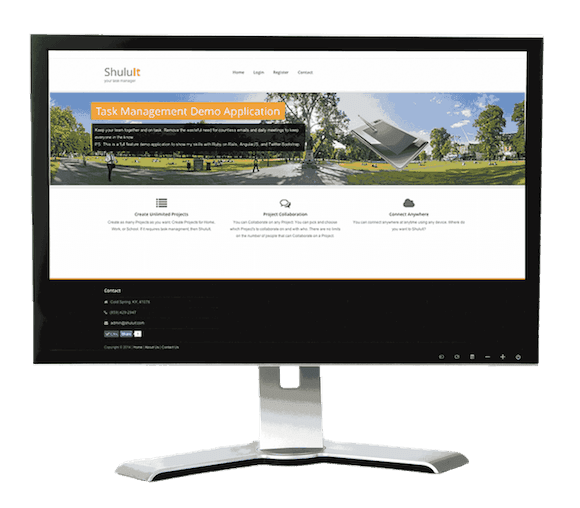 ShuluIt
your task manager
Home Login Register Contact
Task Management Demo Application
Keep your team together and on task. Remove the wasteful need for countless emails and daily meetings to keep
everyone in the know.
P.S. This is a full feature demo application to show my skills with Ruby on Rails, AngularJS, and Twitter Bootstrap.
Create Unlimited Projects
Create as many Projects as you want. Create Projects for Home,
Work, or School. If it requires task management, then ShuluIt
Project Collaboration
You can Collaborate on any Project. You can pick and choose
which Projects to collaborate on and with who. There are no limits
on the number of people that can Collaborate on a Project.
Connect Anywhere
You can connect anywhere at anytime using any device. Where do
you want to ShuluIt?
Contact
Cold Spring, KY, 41076
admin@shuluit.com
Like Share
Copyright © 2014 | Home | About Us | Contact Us